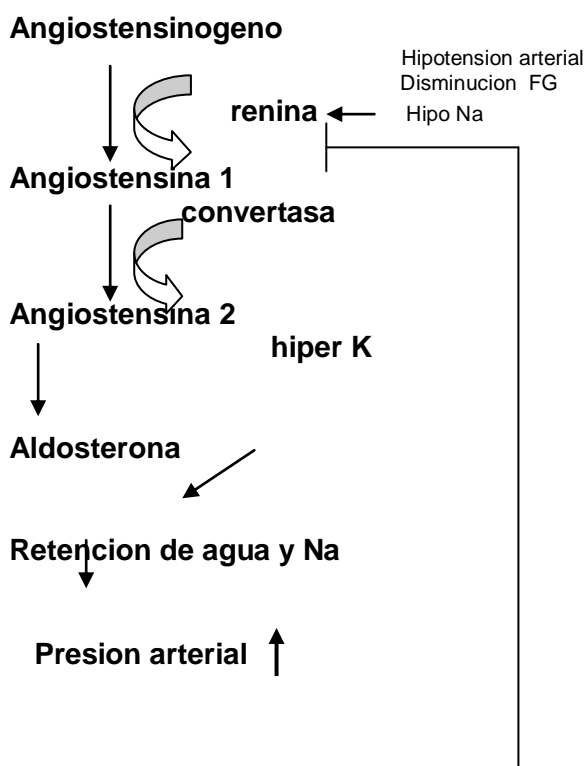 Angiostensinogeno
Hipotension arterial
Disminucion FG
renina
Hipo Na
Angiostensina 1
convertasa
Angiostensina 2
hiper K
Aldosterona
Retencion de agua y Na
Presion arterial